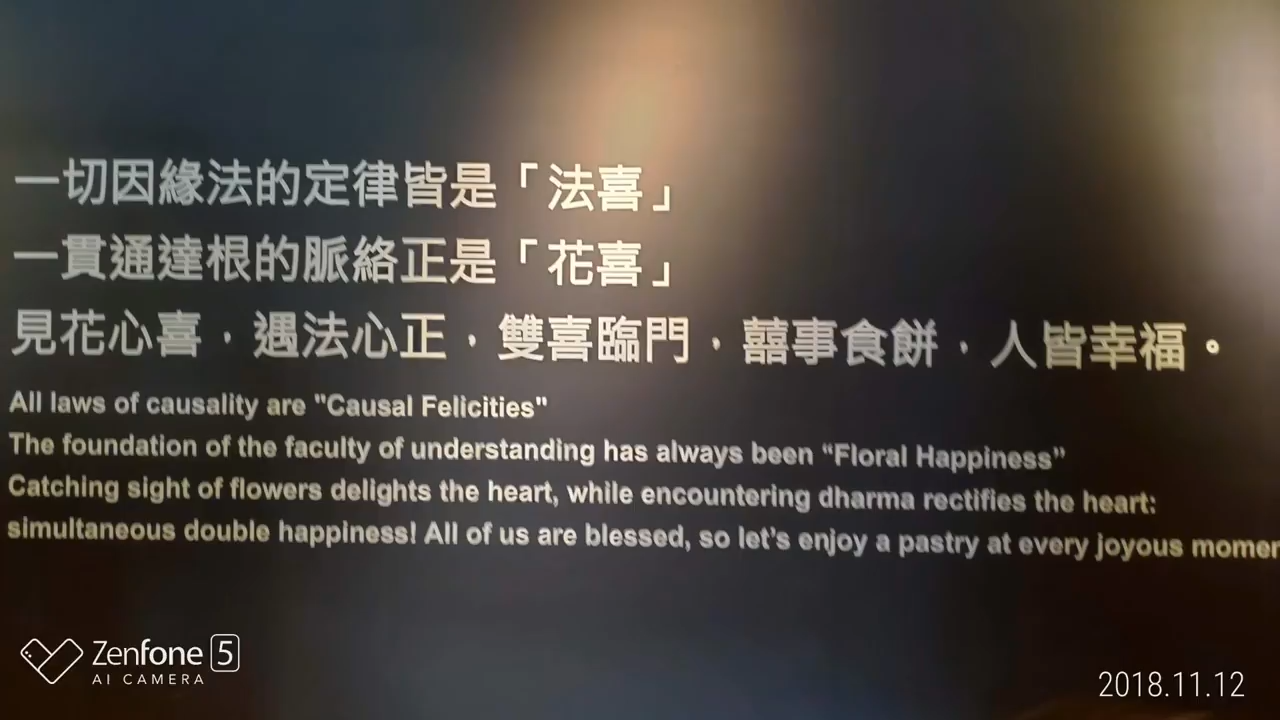 一切因緣法的定律皆是「法喜」
一貫通達根的脈絡正是「花喜」
見花心喜，遇法心正，雙喜臨門，囍事食餅，人皆幸福。
All laws of causality are "Causal Felicities"
The foundation of the faculty of understanding has always been “Floral Happiness”
Catching sight of flowers delights the heart, while encountering dharma rectifies the heart:
simultaneous double happiness! All of us are blessed, so let’s enjoy a pastry at every joyous
Zenfone 5
AI CAMERA
2018.11.12